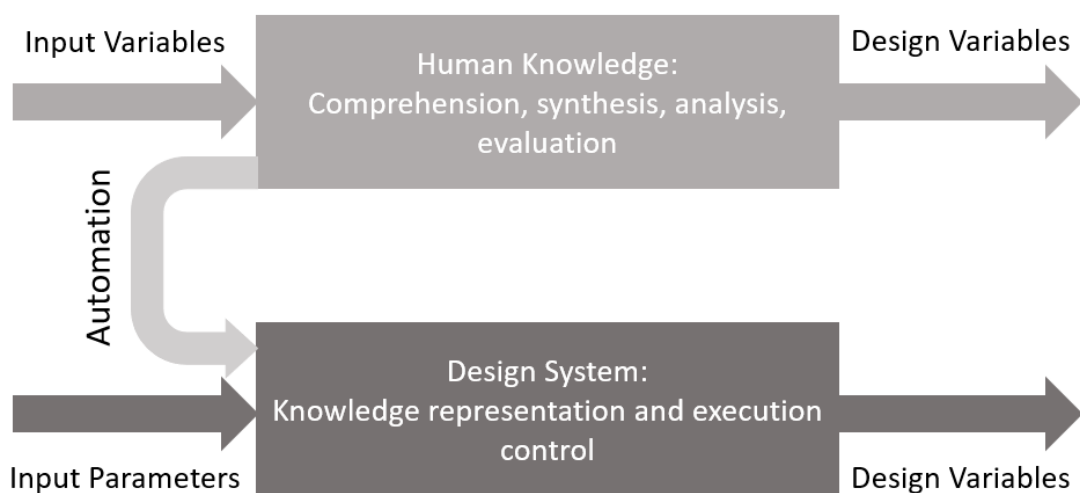 Input Variables
Human Knowledge:
Comprehension, synthesis, analysis,
evaluation
Design Variables
Automation
Design System:
Knowledge representation and execution
control
Input Parameters
Design Variables